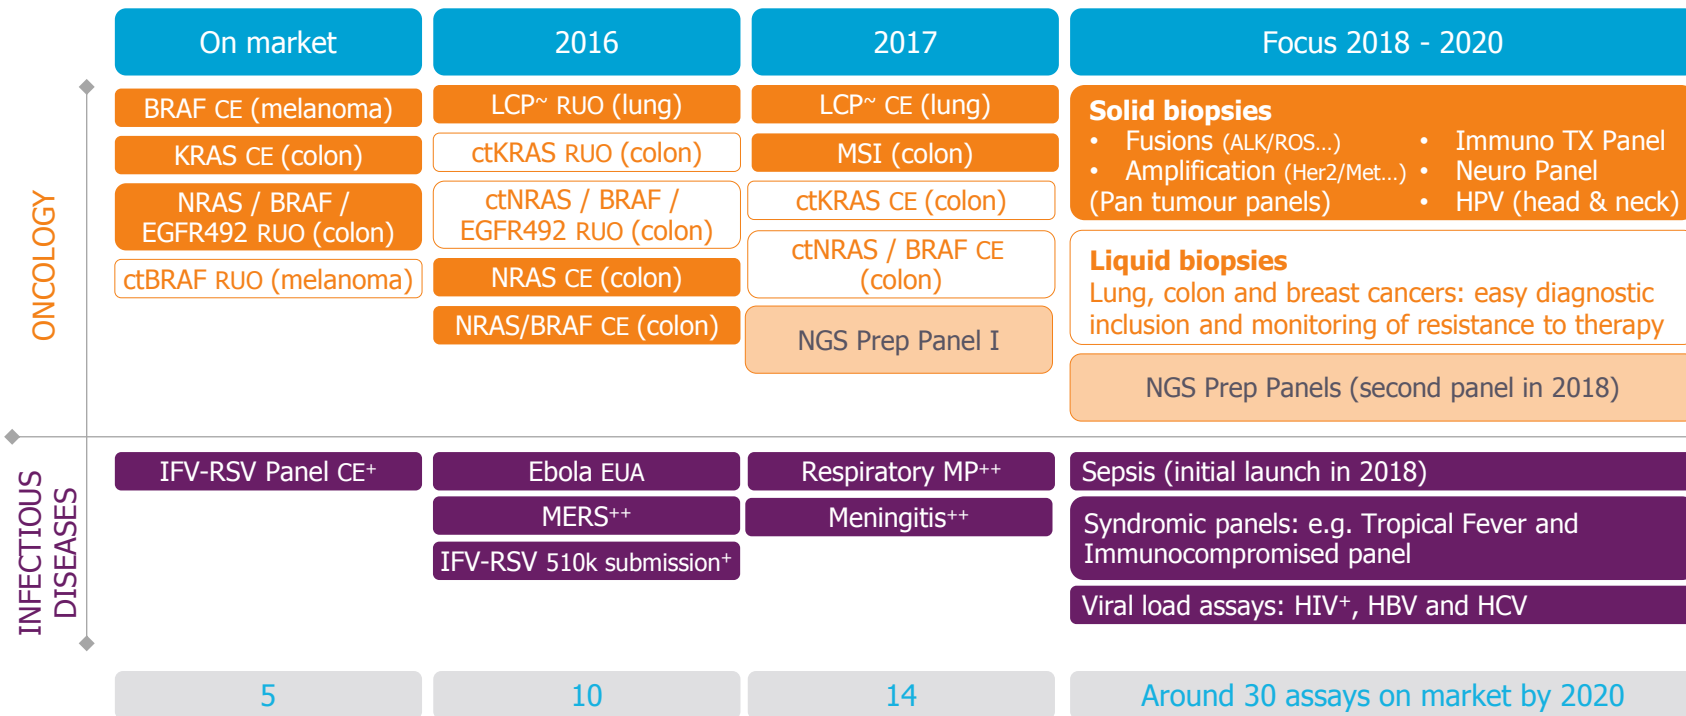 On market
2016
2017
Focus 2018 - 2020
ONCOLOGY
BRAF CE (melanoma)
KRAS CE (colon)
NRAS / BRAF /
EGFR492 RUO (colon)
ctBRAF RUO (melanoma)
LCP~ RUO (lung)
ctKRAS RUO (colon)
ctNRAS / BRAF /
EGFR492 RUO (colon)
NRAS CE (colon)
NRAS/BRAF CE (colon)
LCP~ CE (lung)
MSI (colon)
ctKRAS CE (colon)
ctNRAS / BRAF CE
(colon)
NGS Prep Panel I
Solid biopsies
• Fusions (ALK/ROS...)
• Amplification (Her2/Met...)
(Pan tumour panels)
• Immuno TX Panel
• Neuro Panel
• HPV (head & neck)
Liquid biopsies
Lung, colon and breast cancers: easy diagnostic
inclusion and monitoring of resistance to therapy
NGS Prep Panels (second panel in 2018)
INFECTIOUS
DISEASES
IFV-RSV Panel CE⁺
Ebola EUA
MERS⁺⁺
IFV-RSV 510k submission⁺
Respiratory MP⁺⁺
Meningitis⁺⁺
Sepsis (initial launch in 2018)
Syndromic panels: e.g. Tropical Fever and
Immunocompromised panel
Viral load assays: HIV⁺, HBV and HCV
5
10
14
Around 30 assays on market by 2020